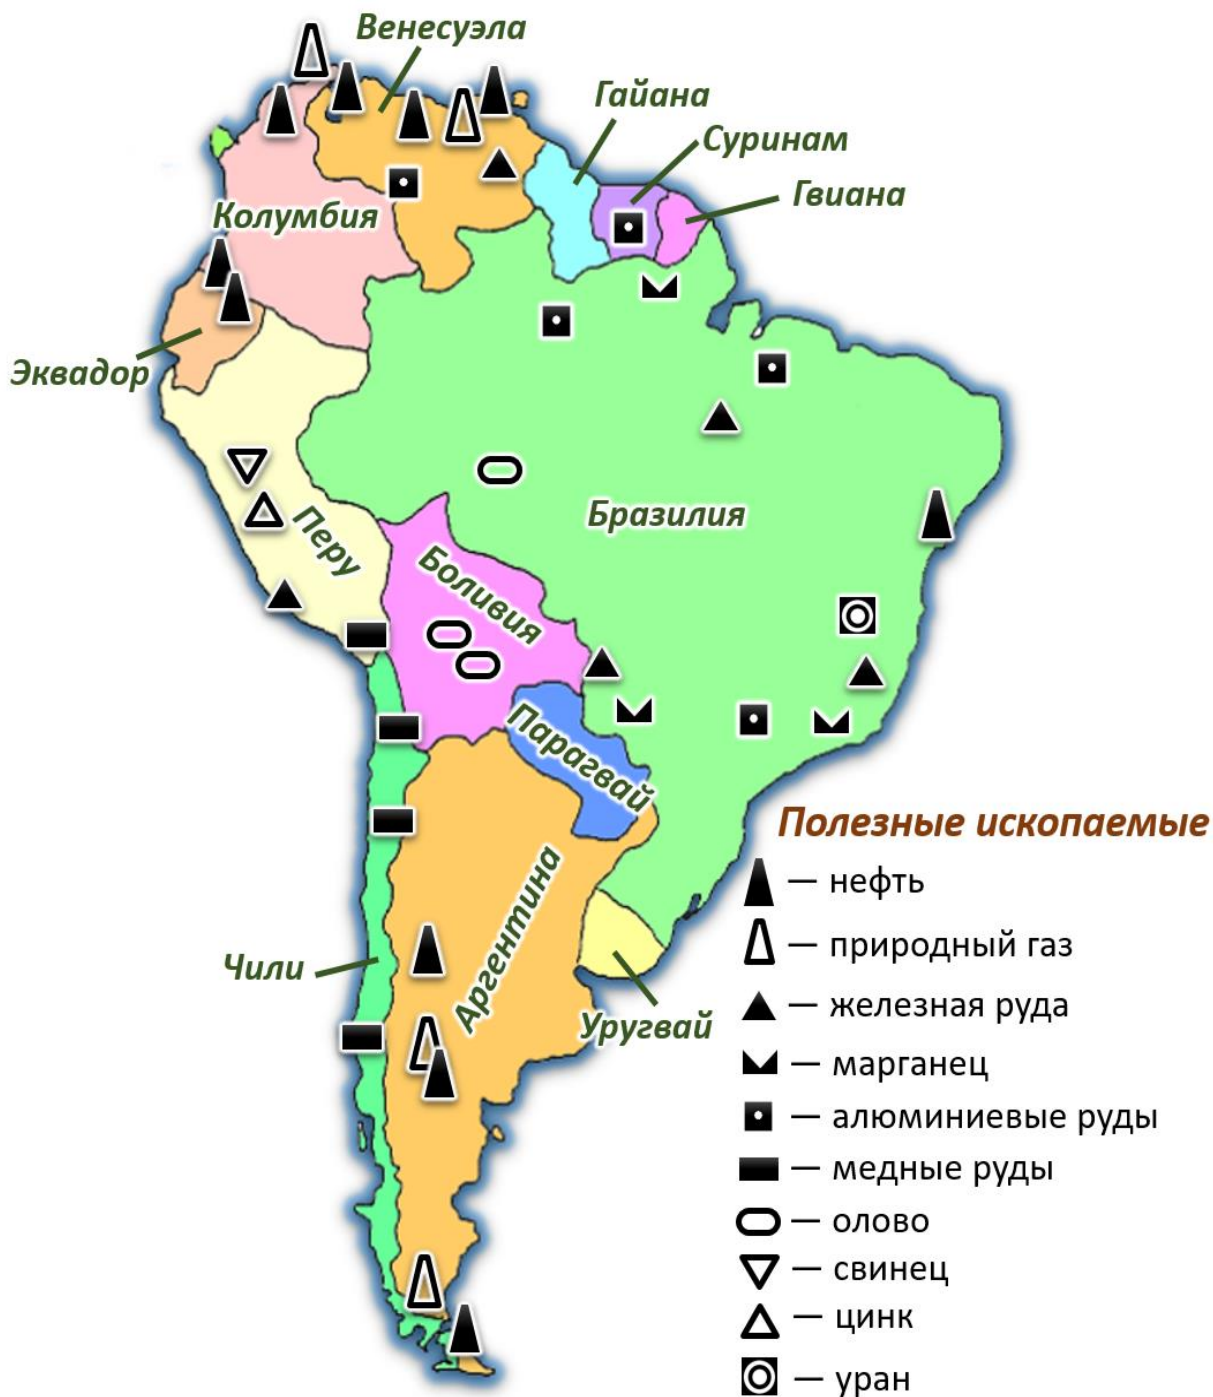 Венесуэла
Гайана
Суринам
Гвиана
Колумбия
Эквадор
Бразилия
Перу
Боливия
Парагвай
Аргентина
Чили
Уругвай
Полезные ископаемые
— нефть
— природный газ
— железная руда
— марганец
— алюминиевые руды
— медные руды
— олово
— свинец
— цинк
— уран